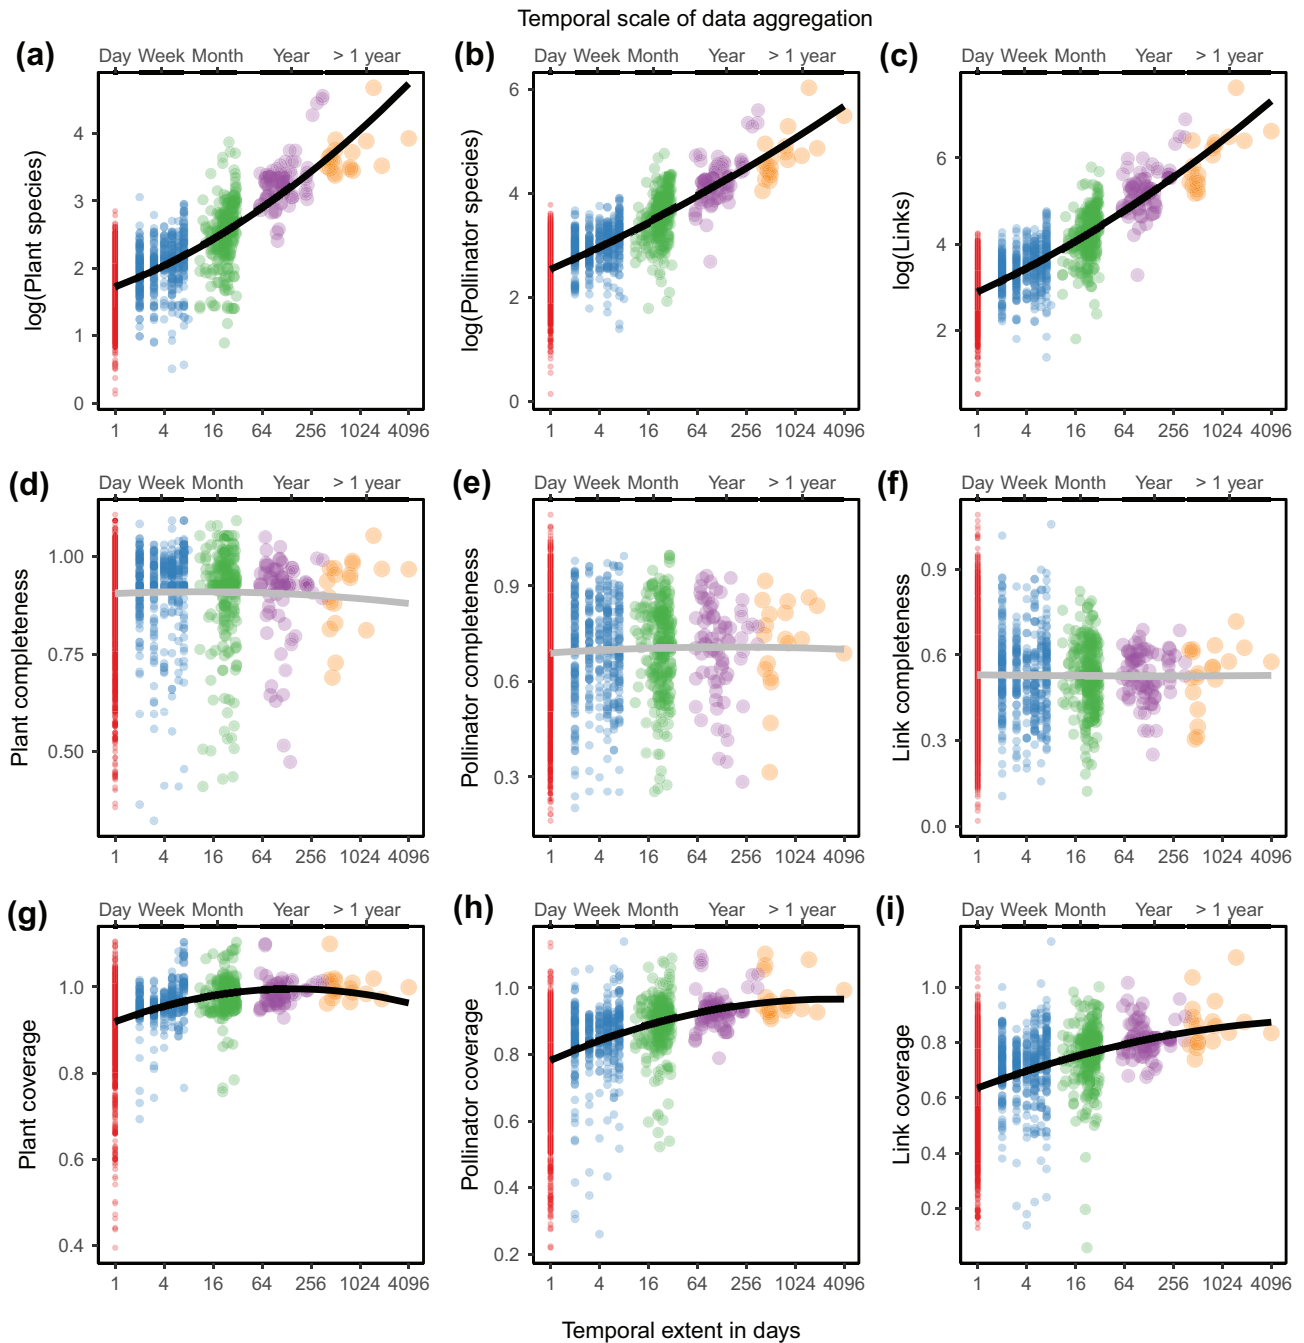 Temporal scale of data aggregation
(a) Day Week Month Year > 1 year
log(Plant species)
4
3
2
1
0
1 4 16 64 256 1024 4096
(b) Day Week Month Year > 1 year
log(Pollinator species)
6
4
2
0
1 4 16 64 256 1024 4096
(c) Day Week Month Year > 1 year
log(Links)
6
4
2
1 4 16 64 256 1024 4096
(d) Day Week Month Year > 1 year
Plant completeness
1.00
0.75
0.50
1 4 16 64 256 1024 4096
(e) Day Week Month Year > 1 year
Pollinator completeness
0.9
0.6
0.3
1 4 16 64 256 1024 4096
(f) Day Week Month Year > 1 year
Link completeness
0.9
0.6
0.3
0.0
1 4 16 64 256 1024 4096
(g) Day Week Month Year > 1 year
Plant coverage
1.0
0.8
0.6
0.4
1 4 16 64 256 1024 4096
(h) Day Week Month Year > 1 year
Pollinator coverage
1.0
0.8
0.6
0.4
0.2
1 4 16 64 256 1024 4096
(i) Day Week Month Year > 1 year
Link coverage
1.0
0.8
0.6
0.4
0.2
1 4 16 64 256 1024 4096
Temporal extent in days